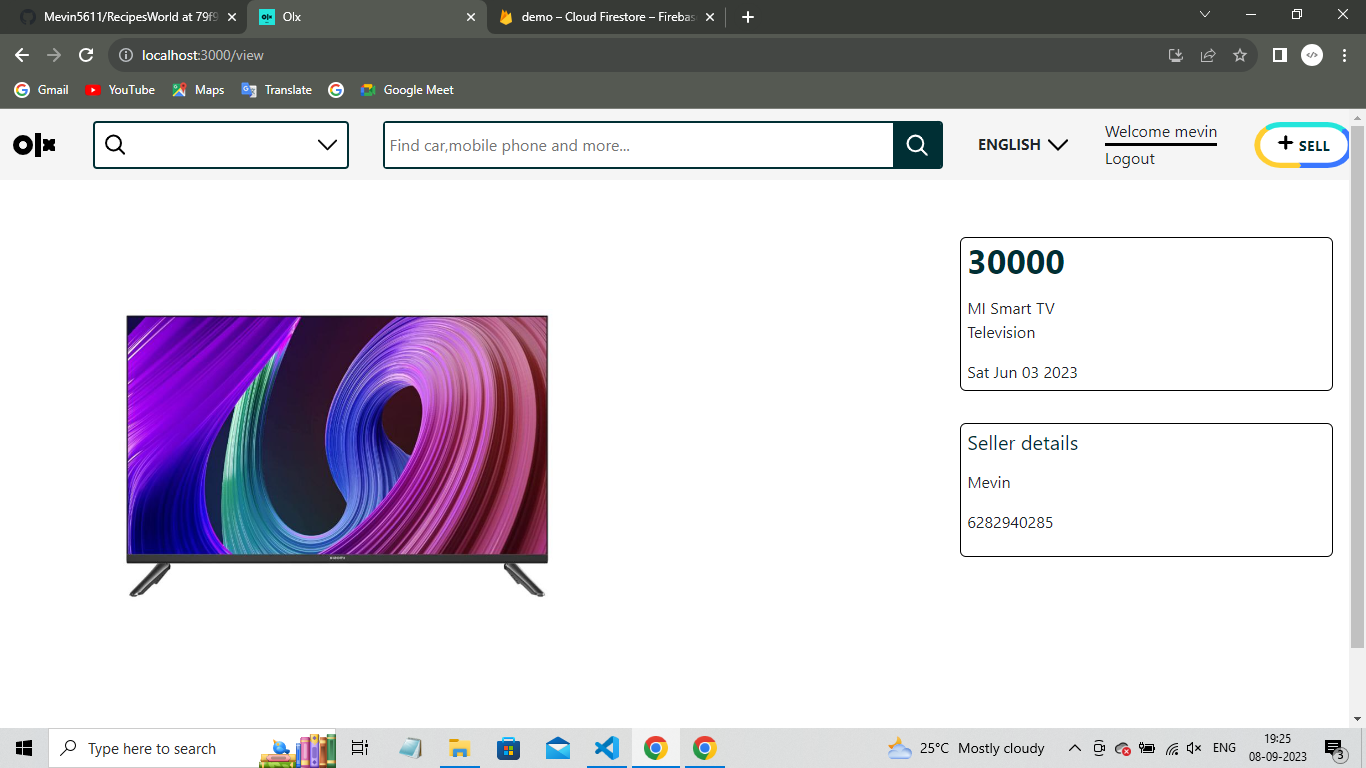 Mevin5611/RecipesWorld at 79f9
Olx
demo – Cloud Firestore – Firebas
localhost:3000/view
Gmail
YouTube
Maps
Translate
Google Meet
olx
Find car,mobile phone and more...
ENGLISH
Welcome mevin
Logout
SELL
30000
MI Smart TV
Television
Sat Jun 03 2023
Seller details
Mevin
6282940285
Type here to search
25°C Mostly cloudy
ENG
19:25
08-09-2023
3